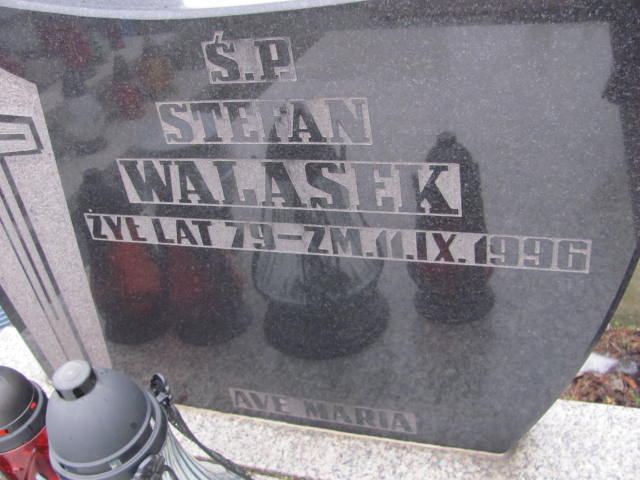 Ś.P.
STEFAN
WALASEK
ŻYŁ LAT 79-ZM.11.IX.1996
AVE MARIA